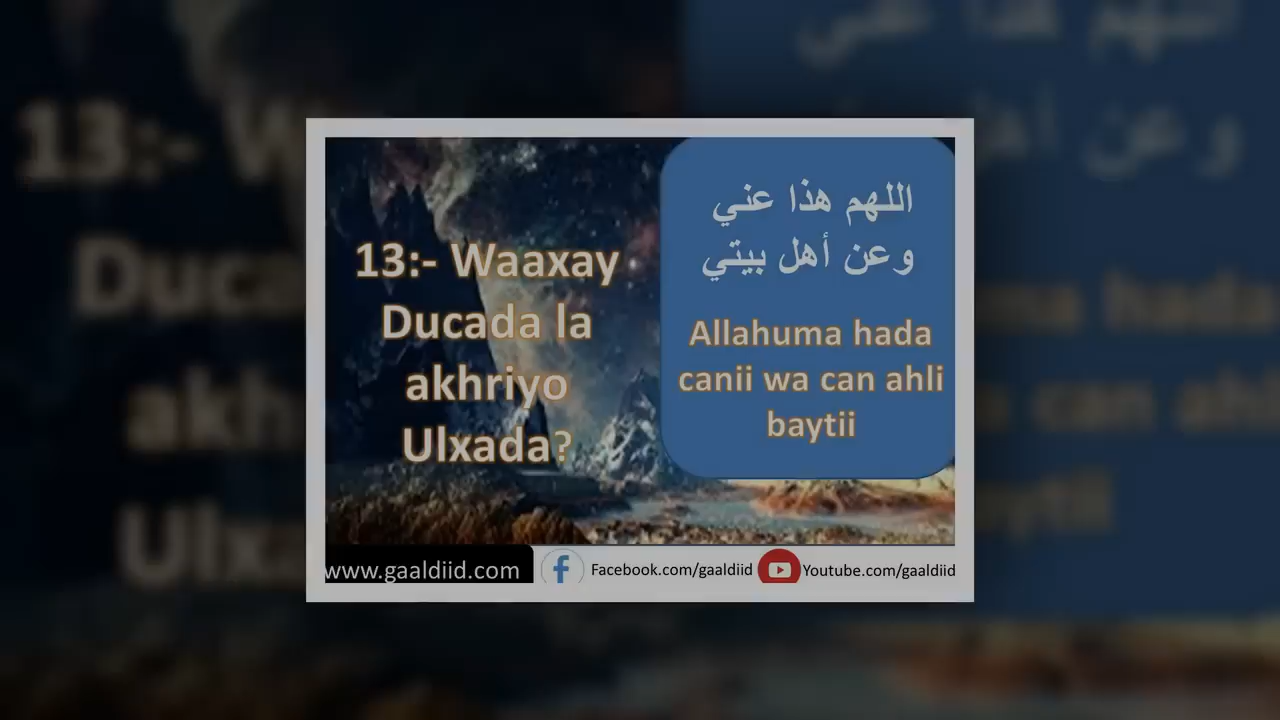 13:- Waaxay
Ducada la
akhriyo
Ulxada?
اللهم هذا عني
وعن أهل بيتي
Allahuma hada
canii wa can ahli
baytii
www.gaaldiid.com
Facebook.com/gaaldiid
Youtube.com/gaaldiid